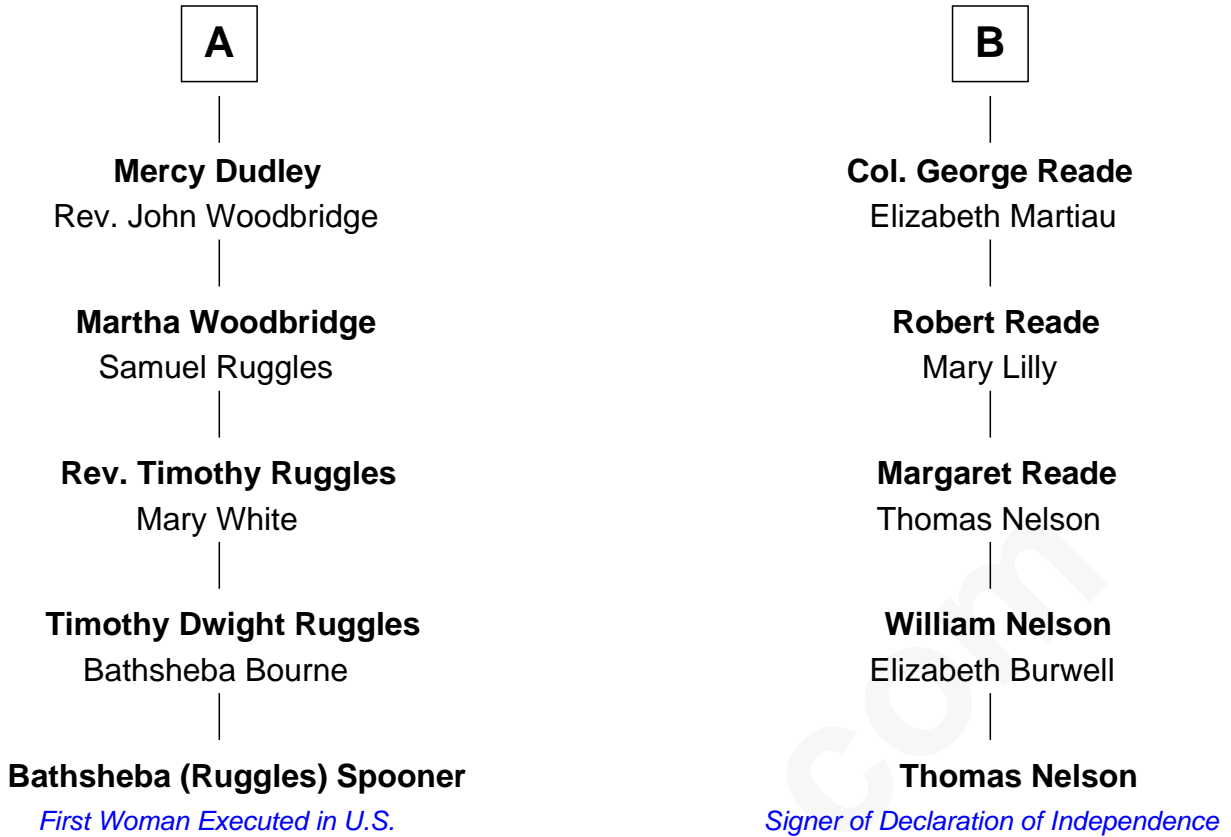 A
Mercy Dudley
Rev. John Woodbridge
Martha Woodbridge
Samuel Ruggles
Rev. Timothy Ruggles
Mary White
Timothy Dwight Ruggles
Bathsheba Bourne
Bathsheba (Ruggles) Spooner
First Woman Executed in U.S.
B
Col. George Reade
Elizabeth Martiau
Robert Reade
Mary Lilly
Margaret Reade
Thomas Nelson
William Nelson
Elizabeth Burwell
Thomas Nelson
Signer of Declaration of Independence
com